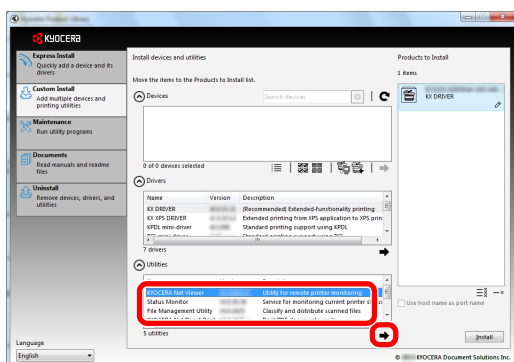 KYOCERA
Express Install
Quickly add a device and its
drivers
Custom Install
Add multiple devices and
printing utilities
Maintenance
Run utility programs
Documents
Read manuals and readme
files
Uninstall
Remove devices, drivers, and
utilities
Language
English
Install devices and utilities
Move the items to the Products to Install list.
Devices
Search devices
0 of 0 devices selected
Drivers
Name Version Description
KX DRIVER (Recommended) Extended-functionality printing
KX XPS DRIVER Extended printing from XPS application to XPS prin
KPDL mini-driver Standard printing support using KPDL
7 drivers
Utilities
KYOCERA Net Viewer Utility for remote printer monitoring
Status Monitor Service for monitoring current printer status
File Management Utility Classify and distribute scanned files
5 utilities
Products to Install
1 items
KX DRIVER
Use host name as port name
Install
© KYOCERA Document Solutions Inc.